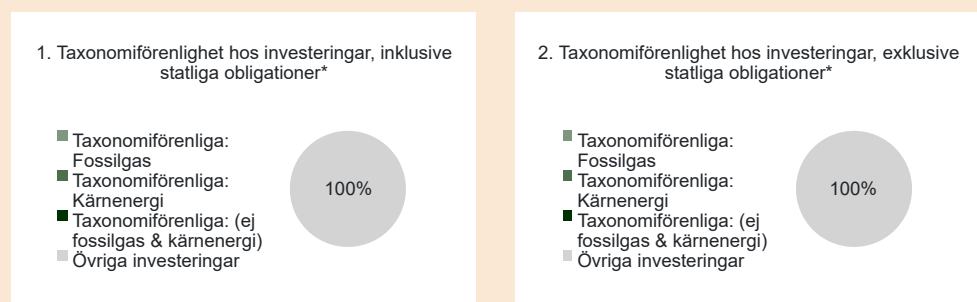 1. Taxonomiförenlighet hos investeringar, inklusive
statliga obligationer*
Taxonomiförenliga:
Fossilgas
Taxonomiförenliga:
Kärnenergi
Taxonomiförenliga: (ej
fossilgas & kärnenergi)
Övriga investeringar
100%
2. Taxonomiförenlighet hos investeringar, exklusive
statliga obligationer*
Taxonomiförenliga:
Fossilgas
Taxonomiförenliga:
Kärnenergi
Taxonomiförenliga: (ej
fossilgas & kärnenergi)
Övriga investeringar
100%